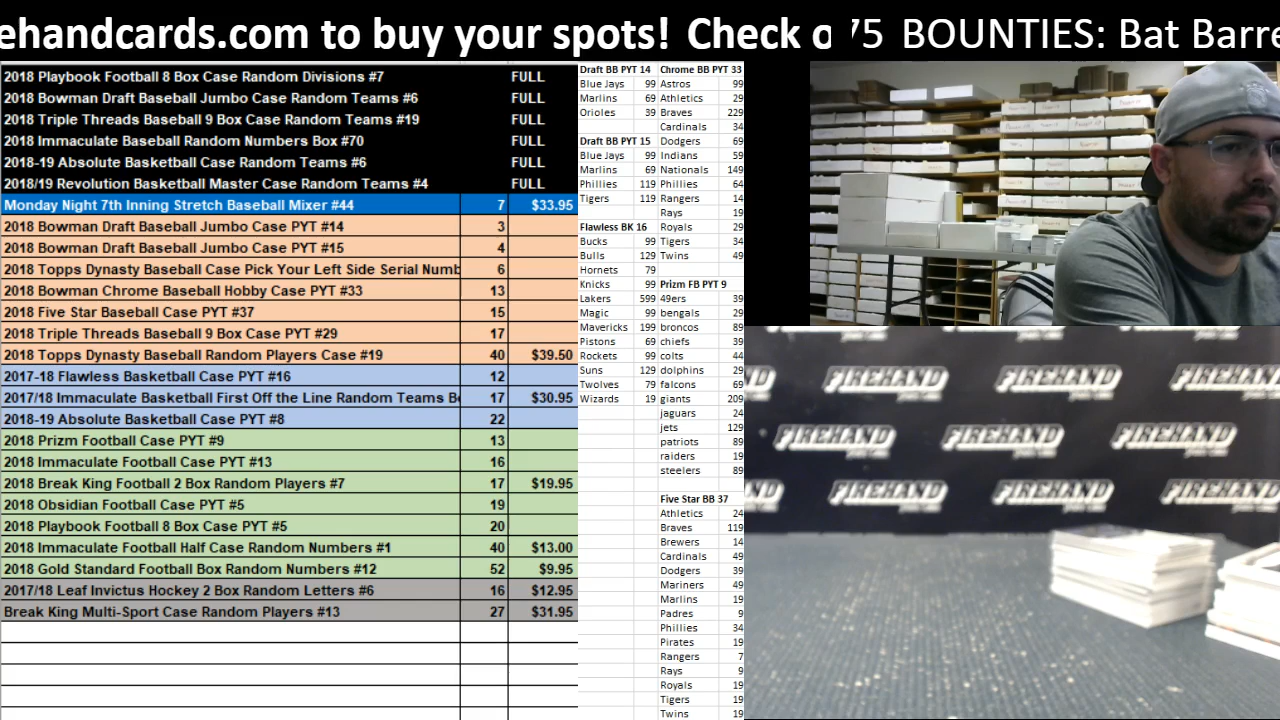 ehandcards.com to buy your spots! Check o
75 BOUNTIES: Bat Barre
2018 Playbook Football 8 Box Case Random Divisions #7 FULL
2018 Bowman Draft Baseball Jumbo Case Random Teams #6 FULL
2018 Triple Threads Baseball 9 Box Case Random Teams #19 FULL
2018 Immaculate Baseball Random Numbers Box #70 FULL
2018-19 Absolute Basketball Case Random Teams #6 FULL
2018/19 Revolution Basketball Master Case Random Teams #4 FULL
Monday Night 7th Inning Stretch Baseball Mixer #44 7 $33.95
2018 Bowman Draft Baseball Jumbo Case PYT #14 3
2018 Bowman Draft Baseball Jumbo Case PYT #15 4
2018 Topps Dynasty Baseball Case Pick Your Left Side Serial Numb 6
2018 Bowman Chrome Baseball Hobby Case PYT #33 13
2018 Five Star Baseball Case PYT #37 15
2018 Triple Threads Baseball 9 Box Case PYT #29 17
2018 Topps Dynasty Baseball Random Players Case #19 40 $39.50
2017-18 Flawless Basketball Case PYT #16 12
2017/18 Immaculate Basketball First Off the Line Random Teams Bo 17 $30.95
2018-19 Absolute Basketball Case PYT #8 22
2018 Prizm Football Case PYT #9 13
2018 Immaculate Football Case PYT #13 16
2018 Break King Football 2 Box Random Players #7 17 $19.95
2018 Obsidian Football Case PYT #5 19
2018 Playbook Football 8 Box Case PYT #5 20
2018 Immaculate Football Half Case Random Numbers #1 40 $13.00
2018 Gold Standard Football Box Random Numbers #12 52 $9.95
2017/18 Leaf Invictus Hockey 2 Box Random Letters #6 16 $12.95
Break King Multi-Sport Case Random Players #13 27 $31.95
Draft BB PYT 14
Blue Jays 99
Marlins 69
Orioles 39
Draft BB PYT 15
Blue Jays 99
Marlins 69
Phillies 119
Tigers 119
Flawless BK 16
Bucks 99
Bulls 129
Hornets 79
Knicks 99
Lakers 599
Magic 99
Mavericks 199
Pistons 69
Rockets 99
Suns 129
Twolves 79
Wizards 19
Chrome BB PYT 33
Astros 99
Athletics 29
Braves 229
Cardinals 34
Dodgers 69
Indians 59
Nationals 149
Phillies 64
Rangers 14
Rays 19
Royals 29
Tigers 34
Twins 49
Prizm FB PYT 9
49ers 39
bengals 29
broncos 89
chiefs 39
colts 44
dolphins 29
falcons 69
giants 209
jaguars 24
jets 129
patriots 89
raiders 19
steelers 89
Five Star BB 37
Athletics 24
Braves 119
Brewers 14
Cardinals 49
Dodgers 39
Mariners 49
Marlins 19
Padres 9
Phillies 34
Pirates 19
Rangers 7
Rays 9
Royals 19
Tigers 19
Twins 19
FIREHAND FIREHAND FIREHAND
FIREHAND FIREHAND FIREHAND
FIREHAND FIREHAND FIREHAND